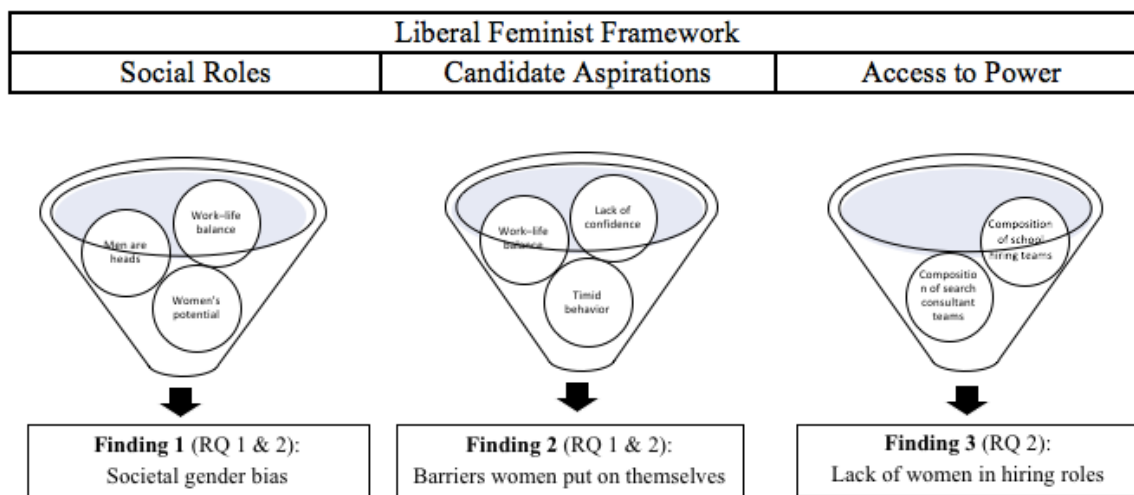 Liberal Feminist Framework
Social Roles
Candidate Aspirations
Access to Power
Men are
heads
Work–life
balance
Women's
potential
Work–life
balance
Lack of
confidence
Timid
behavior
Composition
of school
hiring teams
Compositio
n of search
consultant
teams
Finding 1 (RQ 1 & 2):
Societal gender bias
Finding 2 (RQ 1 & 2):
Barriers women put on themselves
Finding 3 (RQ 2):
Lack of women in hiring roles